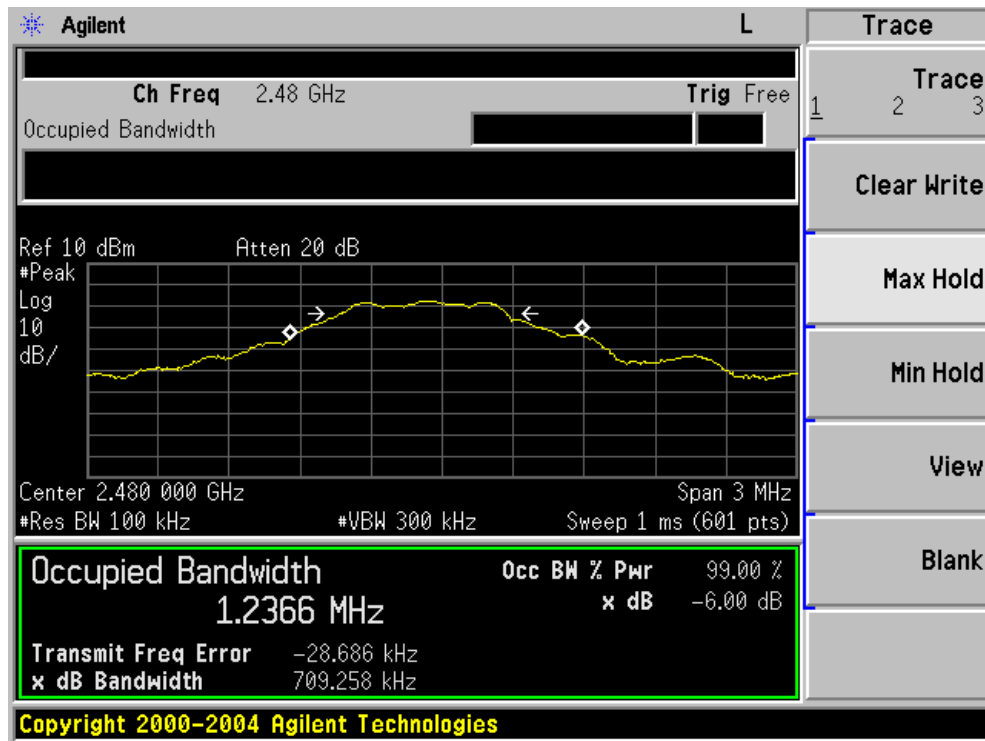 Agilent
L
Trace
Ch Freq 2.48 GHz
Trig Free
Occupied Bandwidth
Trace
1 2 3
Clear Write
Max Hold
Min Hold
View
Blank
Ref 10 dBm Atten 20 dB
#Peak
Log
10
dB/
Center 2.480 000 GHz Span 3 MHz
#Res BW 100 kHz #VBW 300 kHz Sweep 1 ms (601 pts)
Occupied Bandwidth
1.2366 MHz
Occ BW % Pwr 99.00 %
x dB -6.00 dB
Transmit Freq Error -28.686 kHz
x dB Bandwidth 709.258 kHz
Copyright 2000-2004 Agilent Technologies